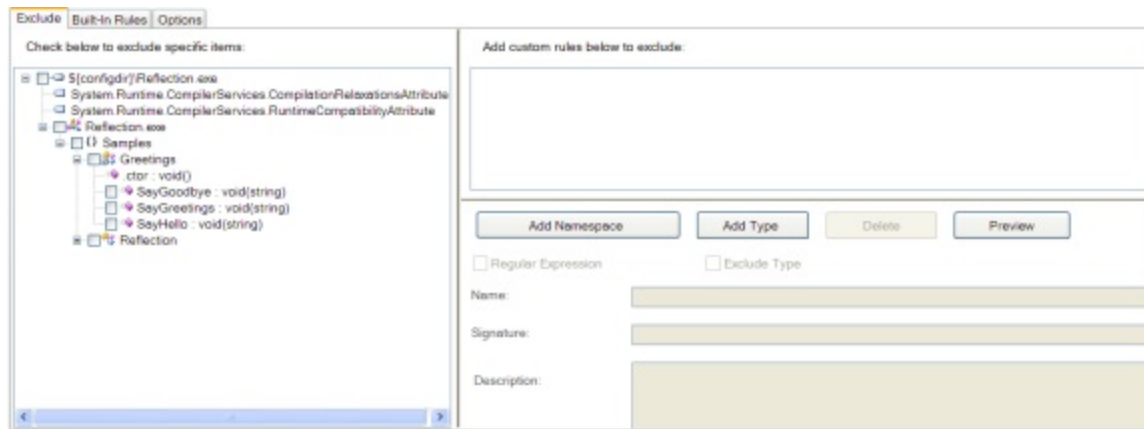 Exclude Built-In Rules Options
Check below to exclude specific items:
${configdir}\Reflection.exe
System.Runtime.CompilerServices.CompilationRelaxationsAttribute
System.Runtime.CompilerServices.RuntimeCompatibilityAttribute
Reflection.exe
{} Samples
Greetings
.ctor : void()
SayGoodbye : void(string)
SayGreetings : void(string)
SayHello : void(string)
Reflection
Add custom rules below to exclude:
Add Namespace Add Type Delete Preview
Regular Expression Exclude Type
Name:
Signature:
Description: